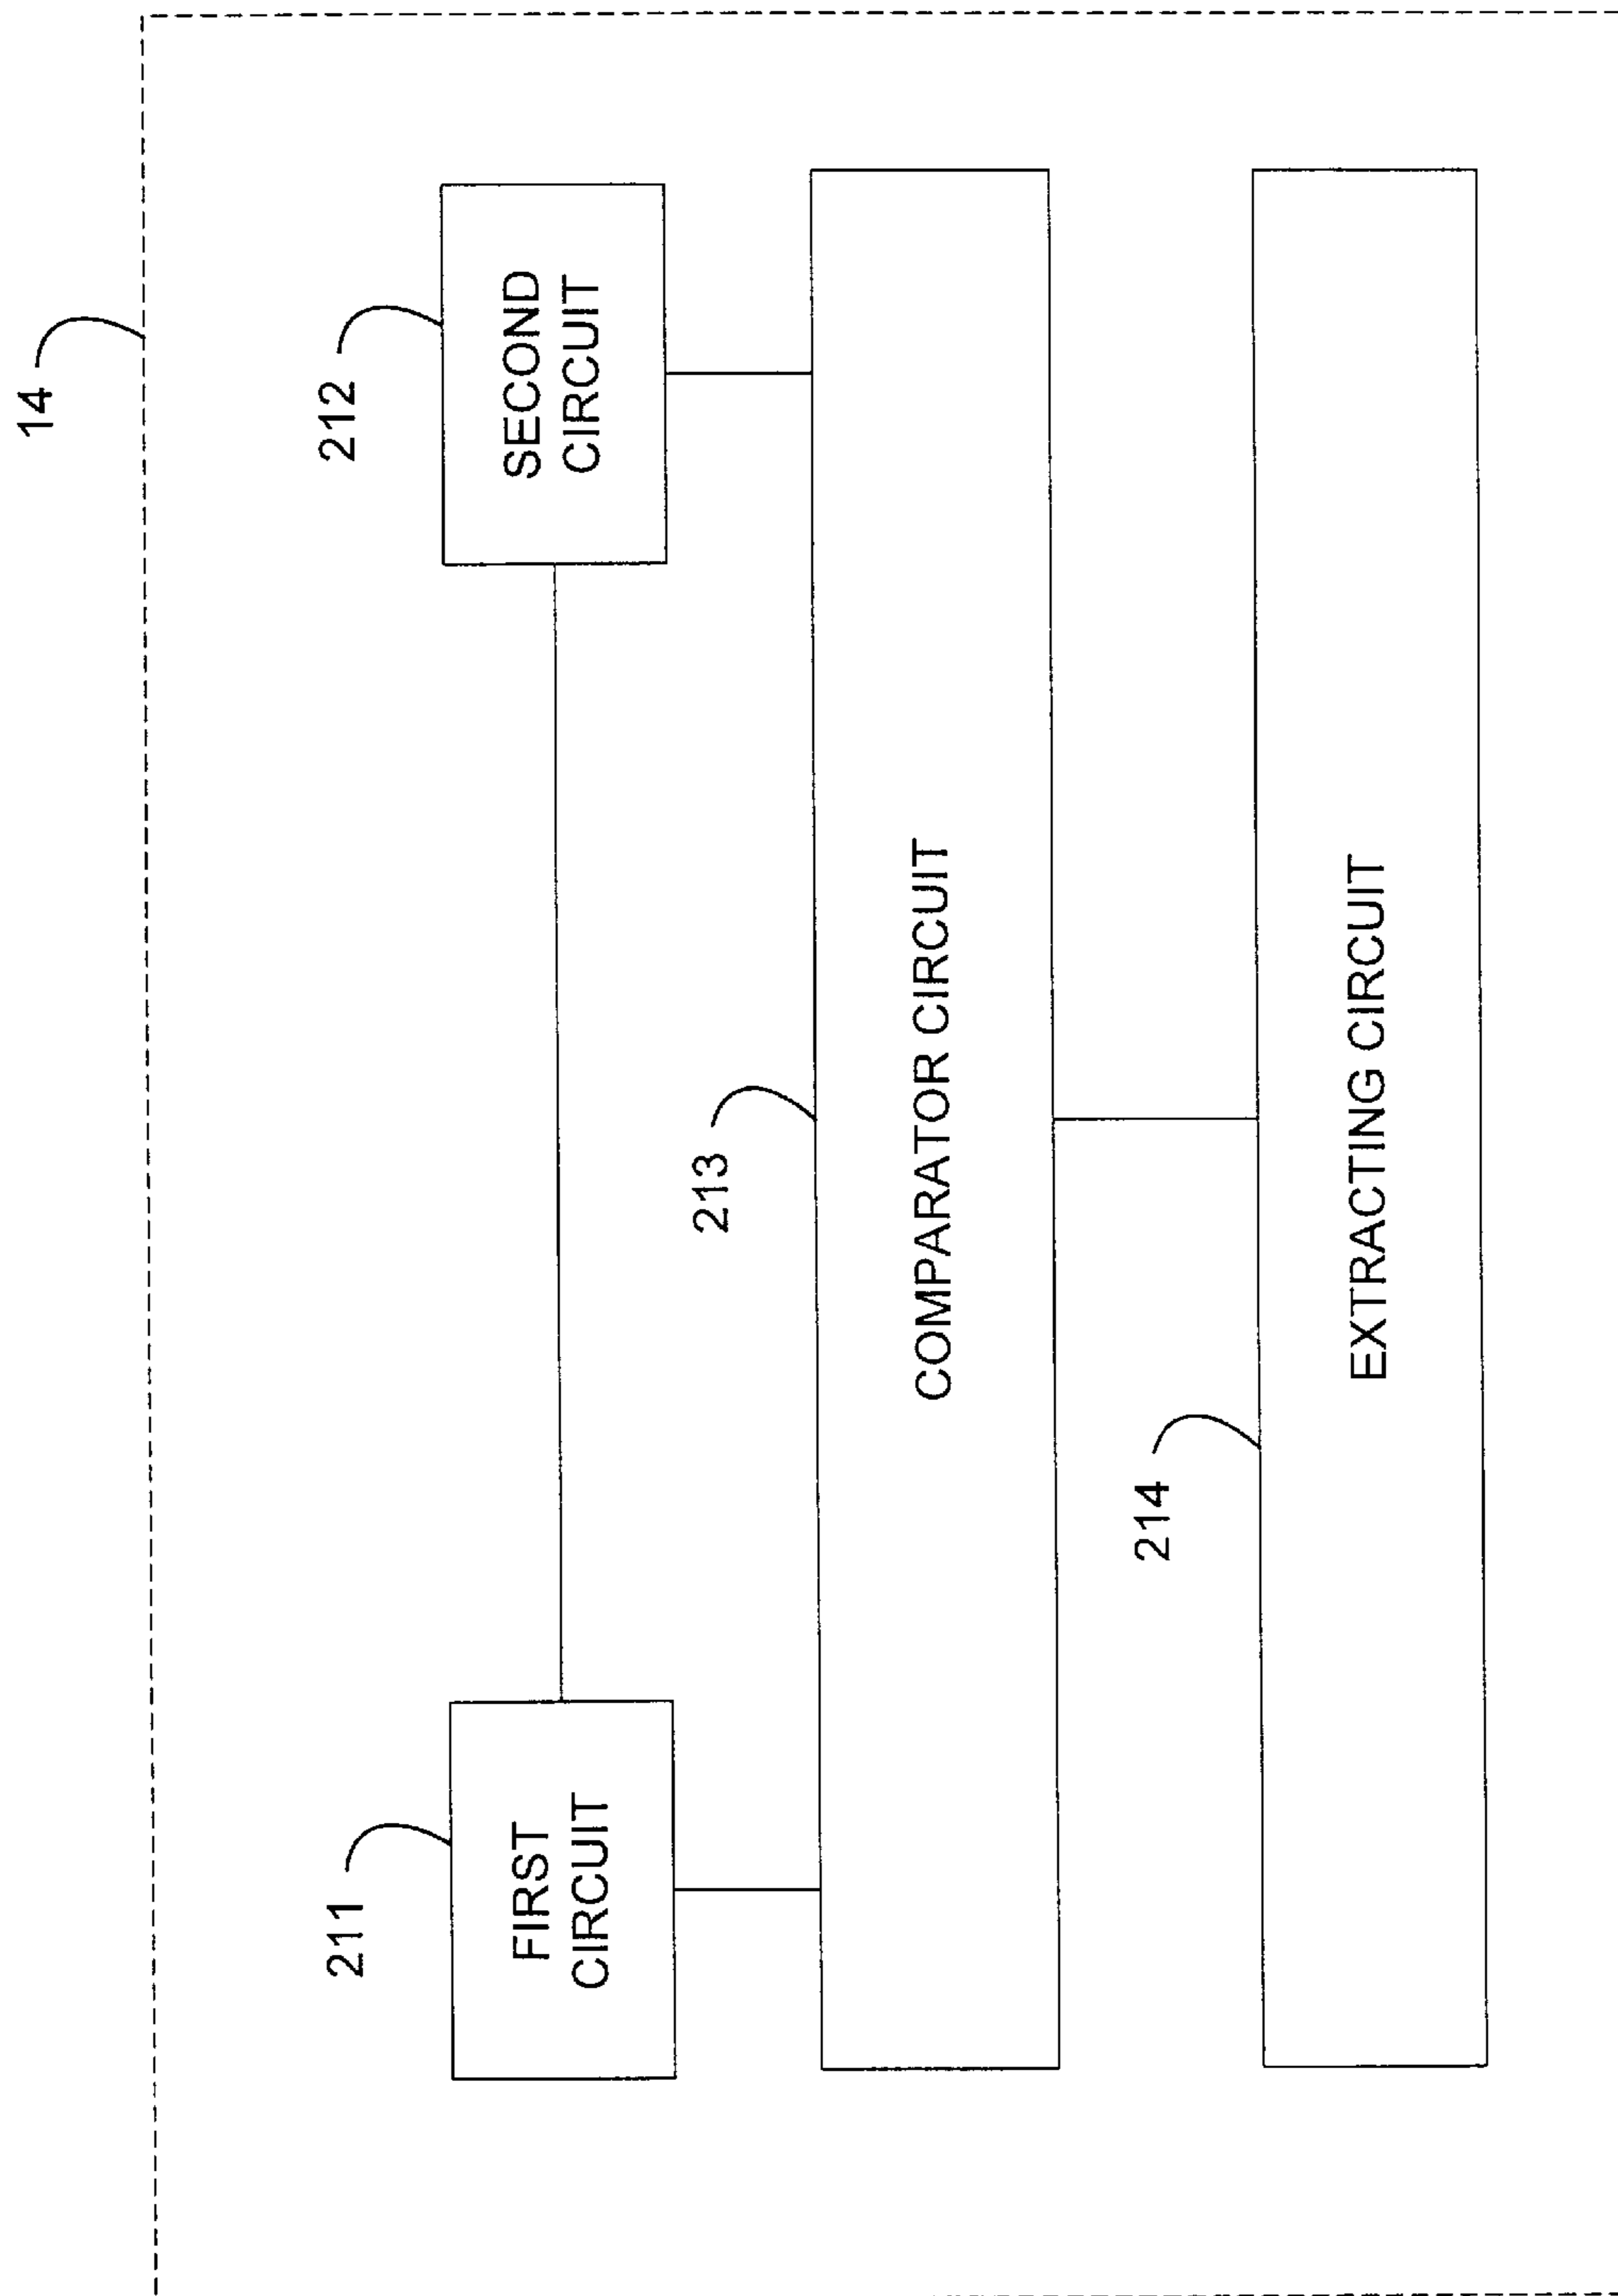 14
211
212
FIRST
CIRCUIT
SECOND
CIRCUIT
213
COMPARATOR CIRCUIT
214
EXTRACTING CIRCUIT